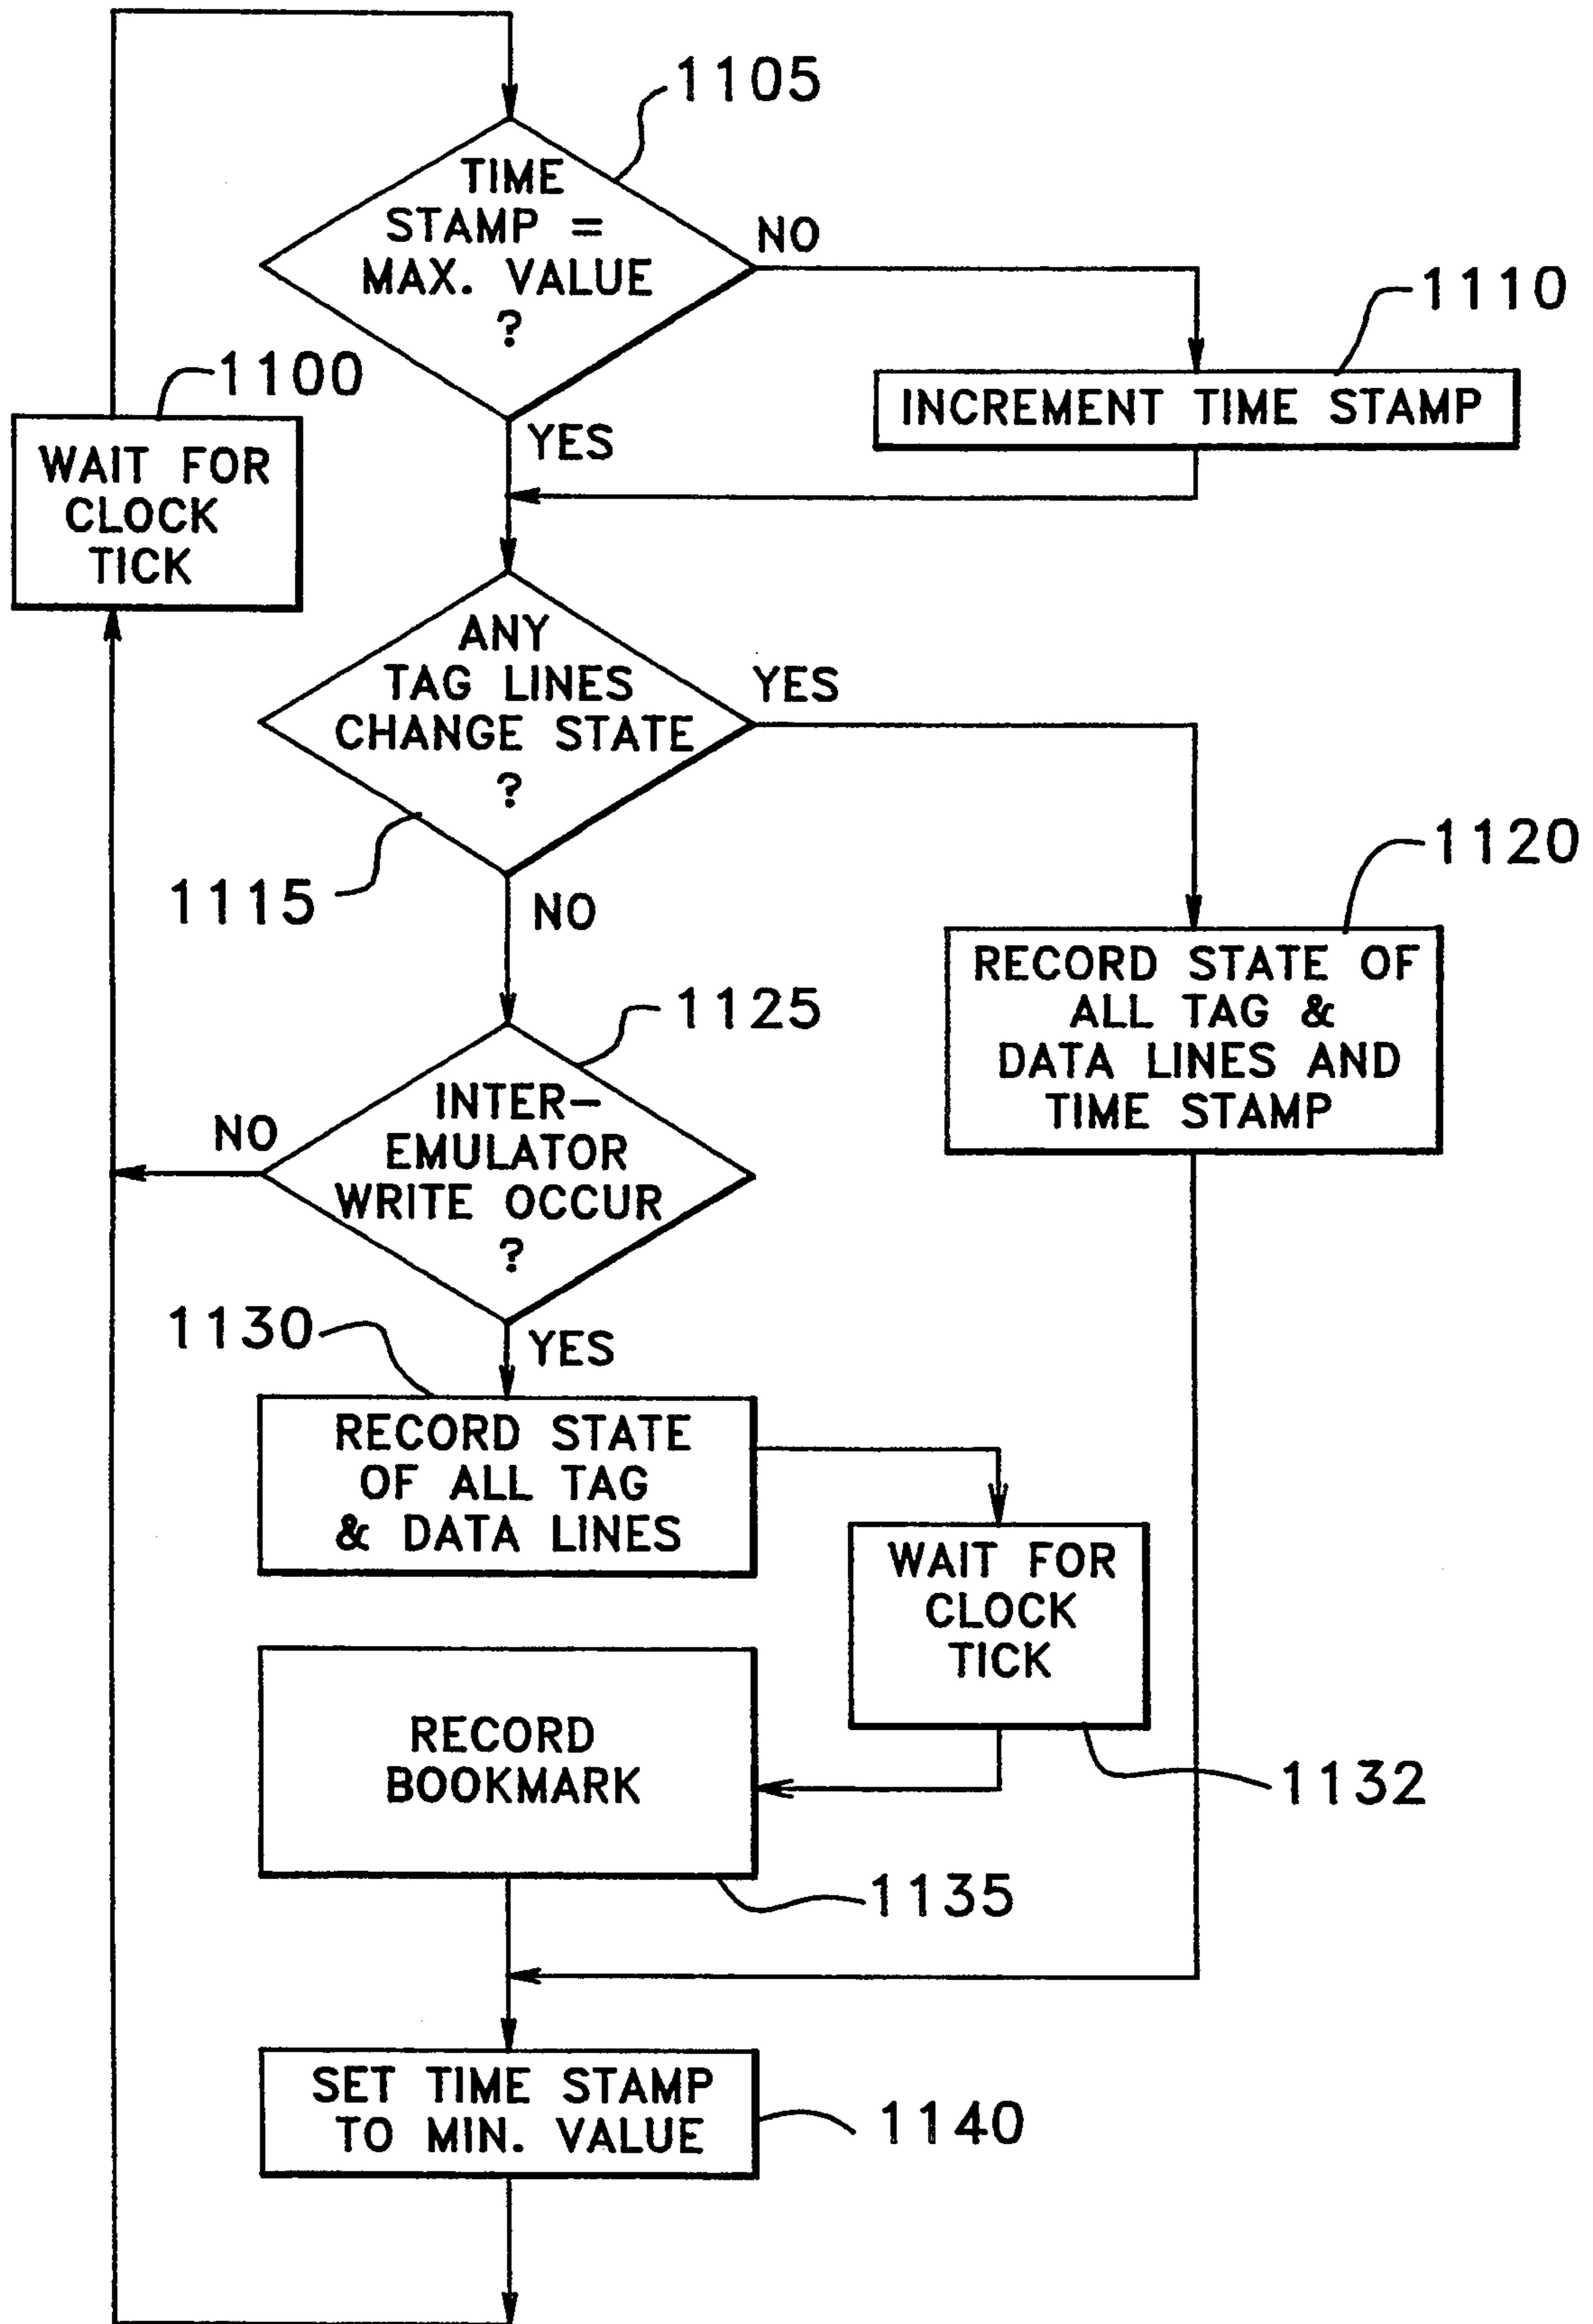 1105
TIME
STAMP =
MAX. VALUE
?
NO
1110
INCREMENT TIME STAMP
YES
1100
WAIT FOR
CLOCK
TICK
ANY
TAG LINES
CHANGE STATE
?
YES
1115
NO
1120
RECORD STATE OF
ALL TAG &
DATA LINES AND
TIME STAMP
1125
INTER-
EMULATOR
WRITE OCCUR
?
NO
YES
1130
RECORD STATE
OF ALL TAG
& DATA LINES
WAIT FOR
CLOCK
TICK
1132
RECORD
BOOKMARK
1135
SET TIME STAMP
TO MIN. VALUE
1140